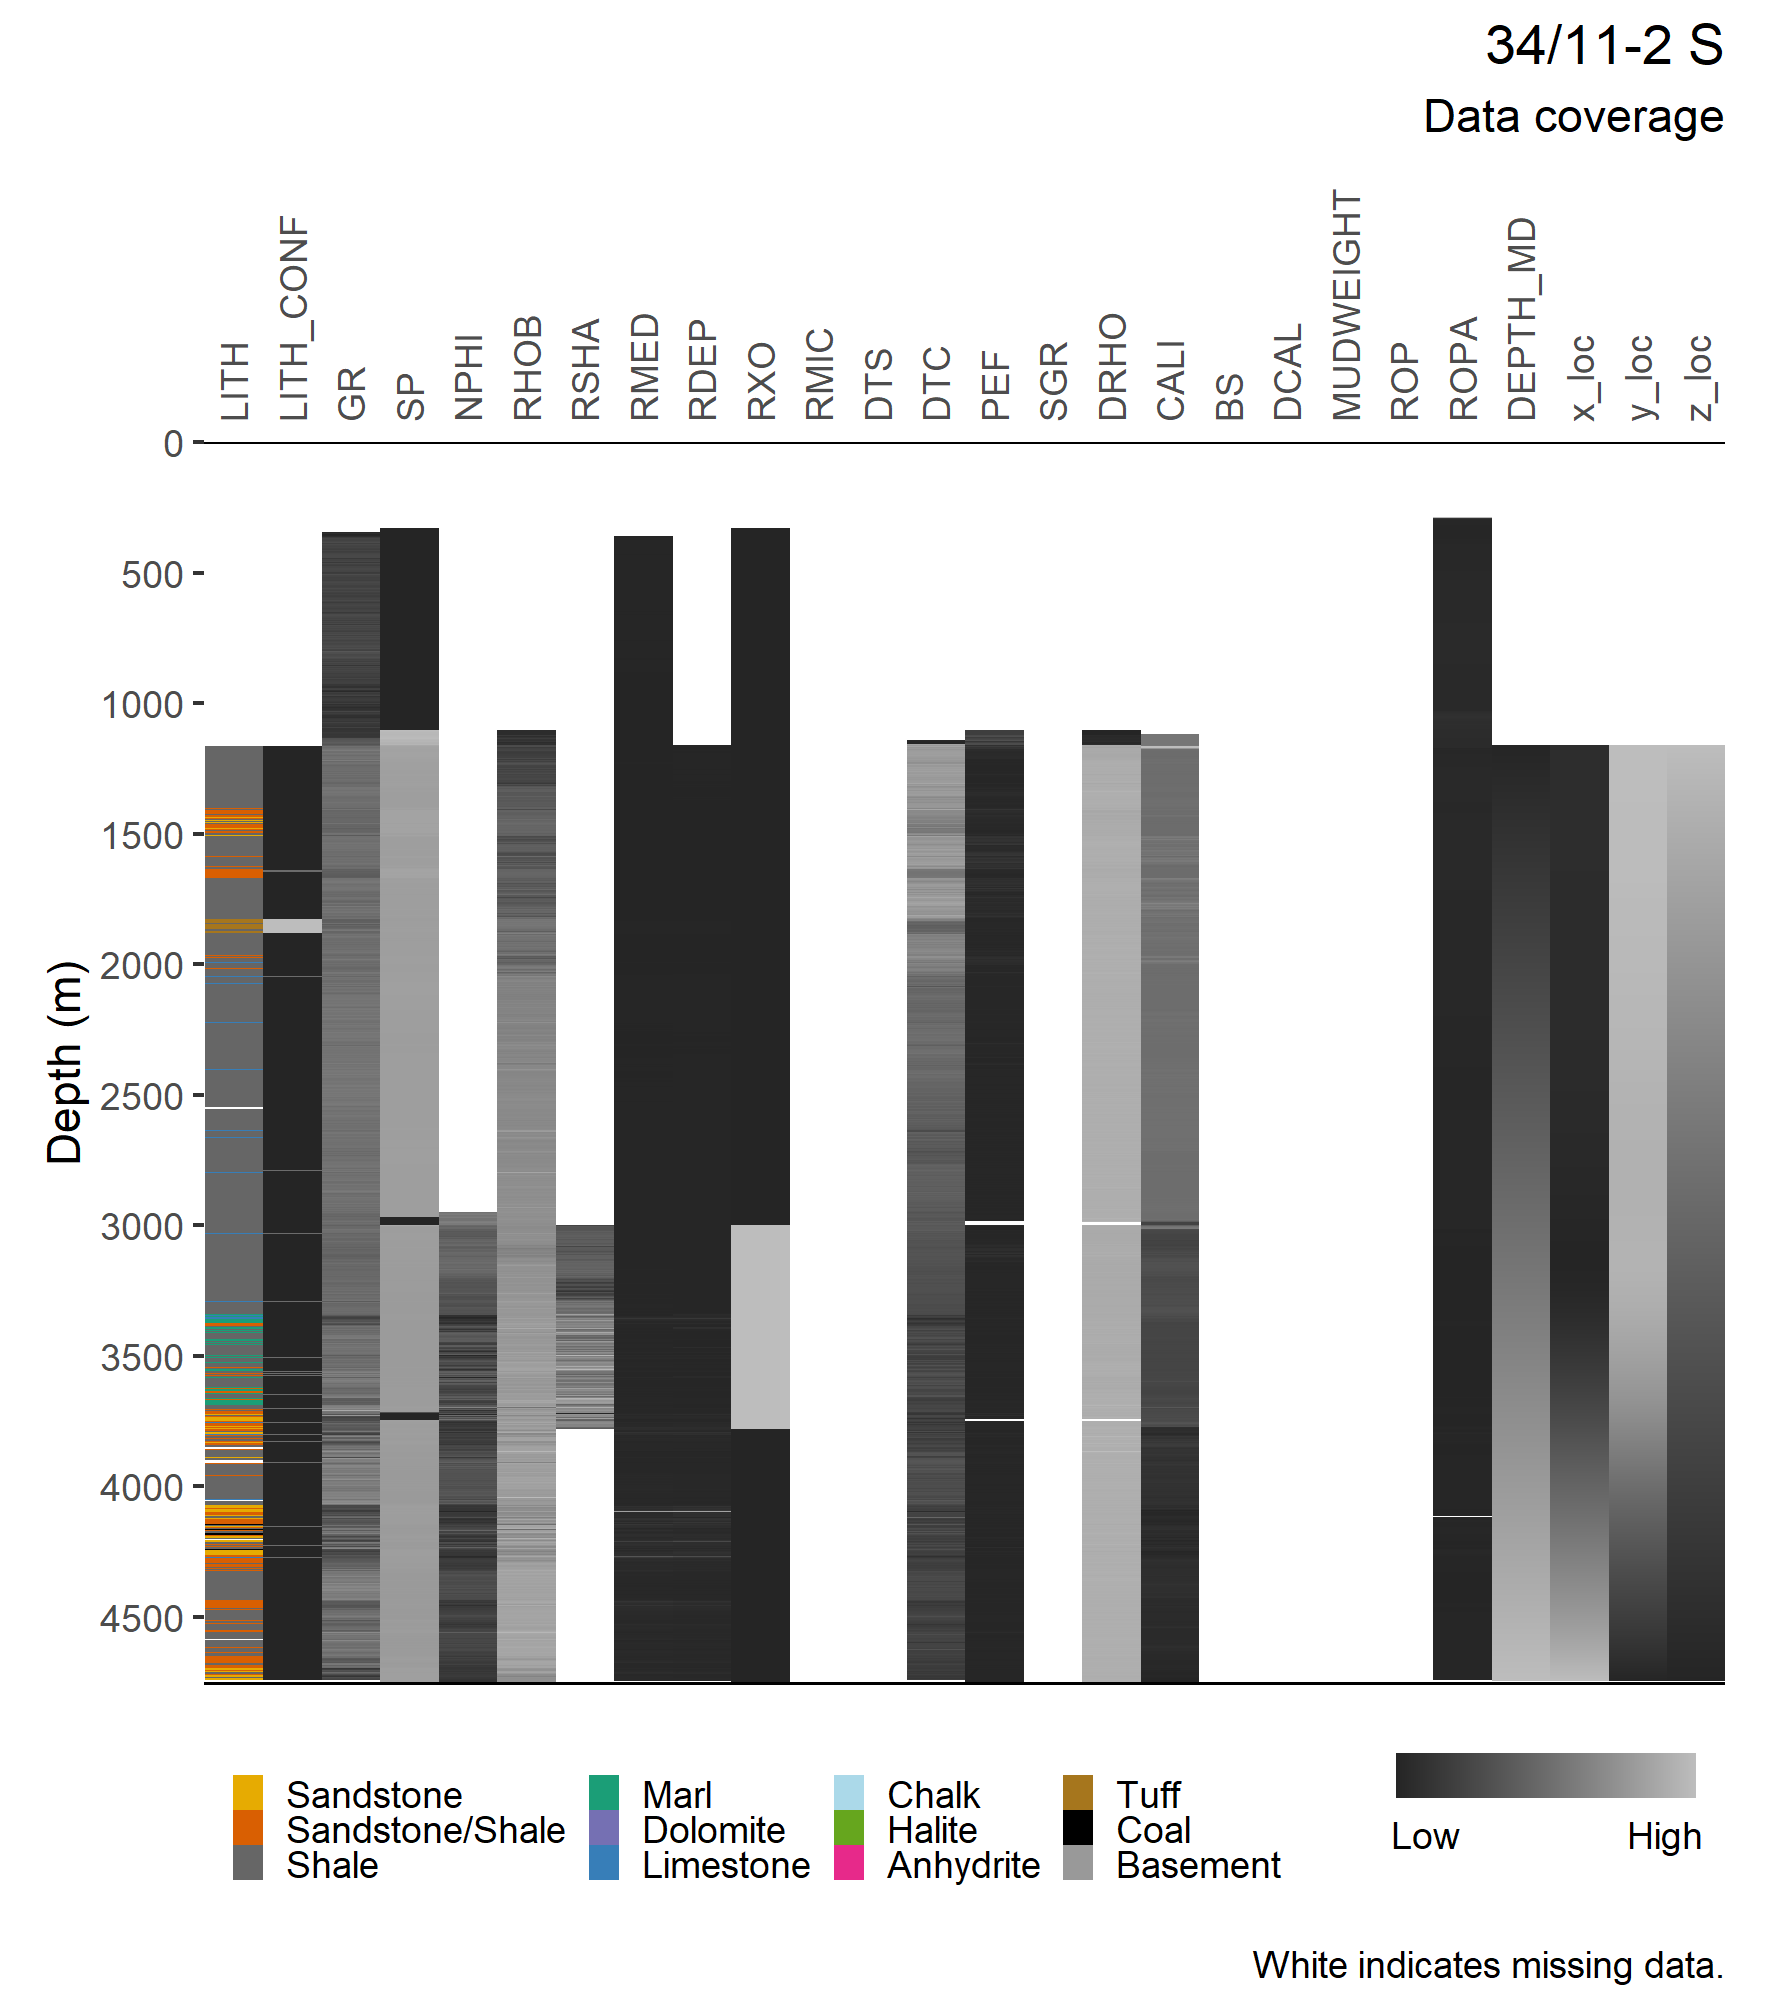 34/11-2 S
Data coverage
LITH
LITH_CONF
GR
SP
NPHI
RHOB
RSHA
RMED
RDEP
RXO
RMIC
DTS
DTC
PEF
SGR
DRHO
CALI
BS
DCAL
MUDWEIGHT
ROP
ROPA
DEPTH_MD
x_loc
y_loc
z_loc
Depth (m)
0
500
1000
1500
2000
2500
3000
3500
4000
4500
Sandstone
Sandstone/Shale
Shale
Marl
Dolomite
Limestone
Chalk
Halite
Anhydrite
Tuff
Coal
Basement
Low High
White indicates missing data.